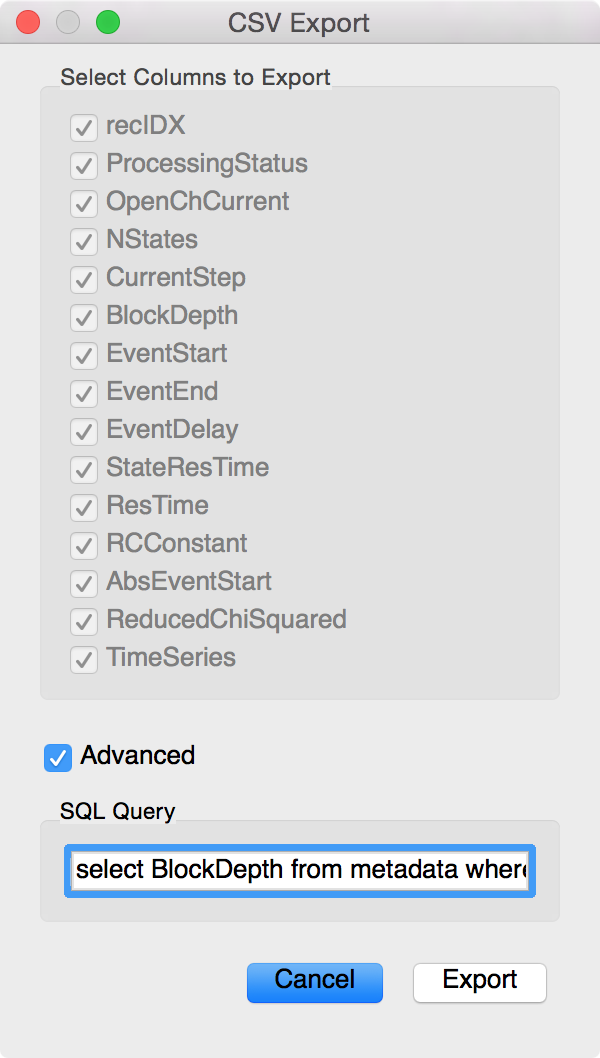 CSV Export
Select Columns to Export
recIDX
ProcessingStatus
OpenChCurrent
NStates
CurrentStep
BlockDepth
EventStart
EventEnd
EventDelay
StateResTime
ResTime
RCConstant
AbsEventStart
ReducedChiSquared
TimeSeries
Advanced
SQL Query
select BlockDepth from metadata where
Cancel Export